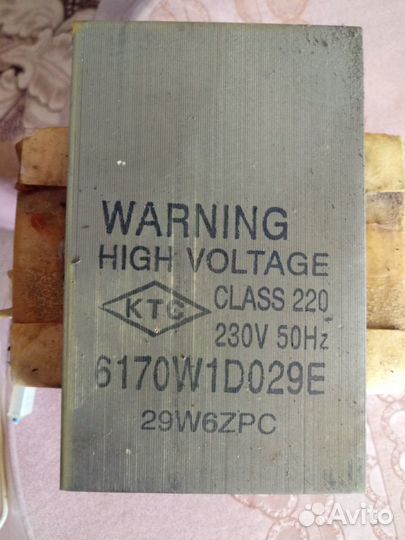 WARNING
HIGH VOLTAGE
KTC CLASS 220
230V 50Hz
6170W1D029E
29W6ZPC
Avito